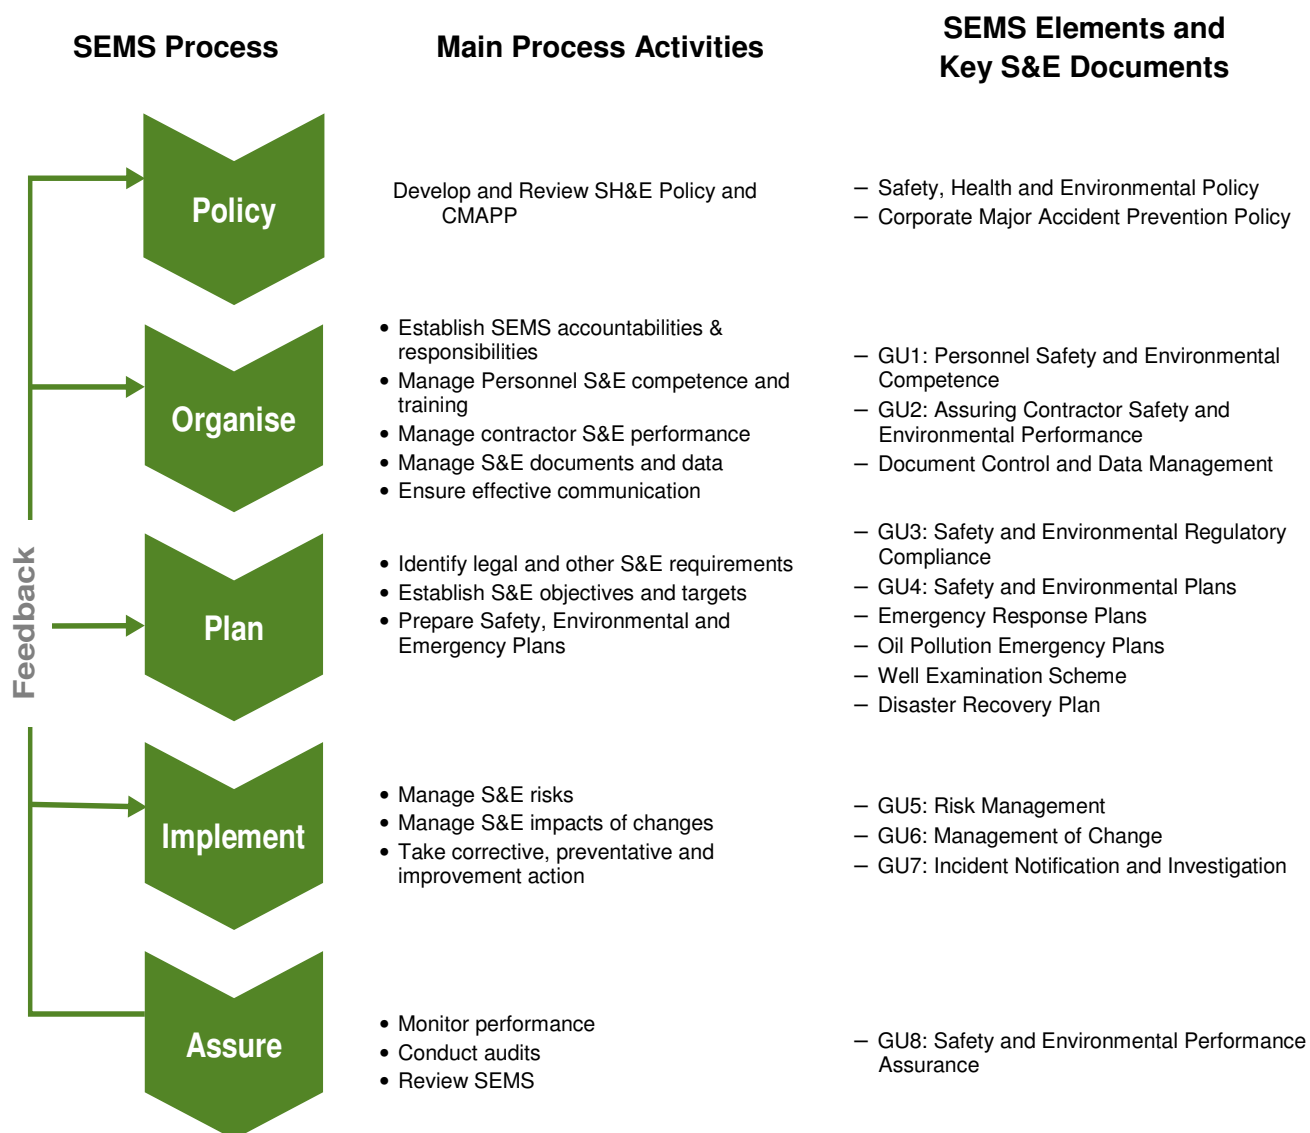 SEMS Process
Main Process Activities
SEMS Elements and
Key S&E Documents
Policy
Develop and Review SH&E Policy and
CMAPP
– Safety, Health and Environmental Policy
– Corporate Major Accident Prevention Policy
Organise
• Establish SEMS accountabilities &
responsibilities
• Manage Personnel S&E competence and
training
• Manage contractor S&E performance
• Manage S&E documents and data
• Ensure effective communication
– GU1: Personnel Safety and Environmental
Competence
– GU2: Assuring Contractor Safety and
Environmental Performance
– Document Control and Data Management
Feedback
Plan
• Identify legal and other S&E requirements
• Establish S&E objectives and targets
• Prepare Safety, Environmental and
Emergency Plans
– GU3: Safety and Environmental Regulatory
Compliance
– GU4: Safety and Environmental Plans
– Emergency Response Plans
– Oil Pollution Emergency Plans
– Well Examination Scheme
– Disaster Recovery Plan
Implement
• Manage S&E risks
• Manage S&E impacts of changes
• Take corrective, preventative and
improvement action
– GU5: Risk Management
– GU6: Management of Change
– GU7: Incident Notification and Investigation
Assure
• Monitor performance
• Conduct audits
• Review SEMS
– GU8: Safety and Environmental Performance
Assurance